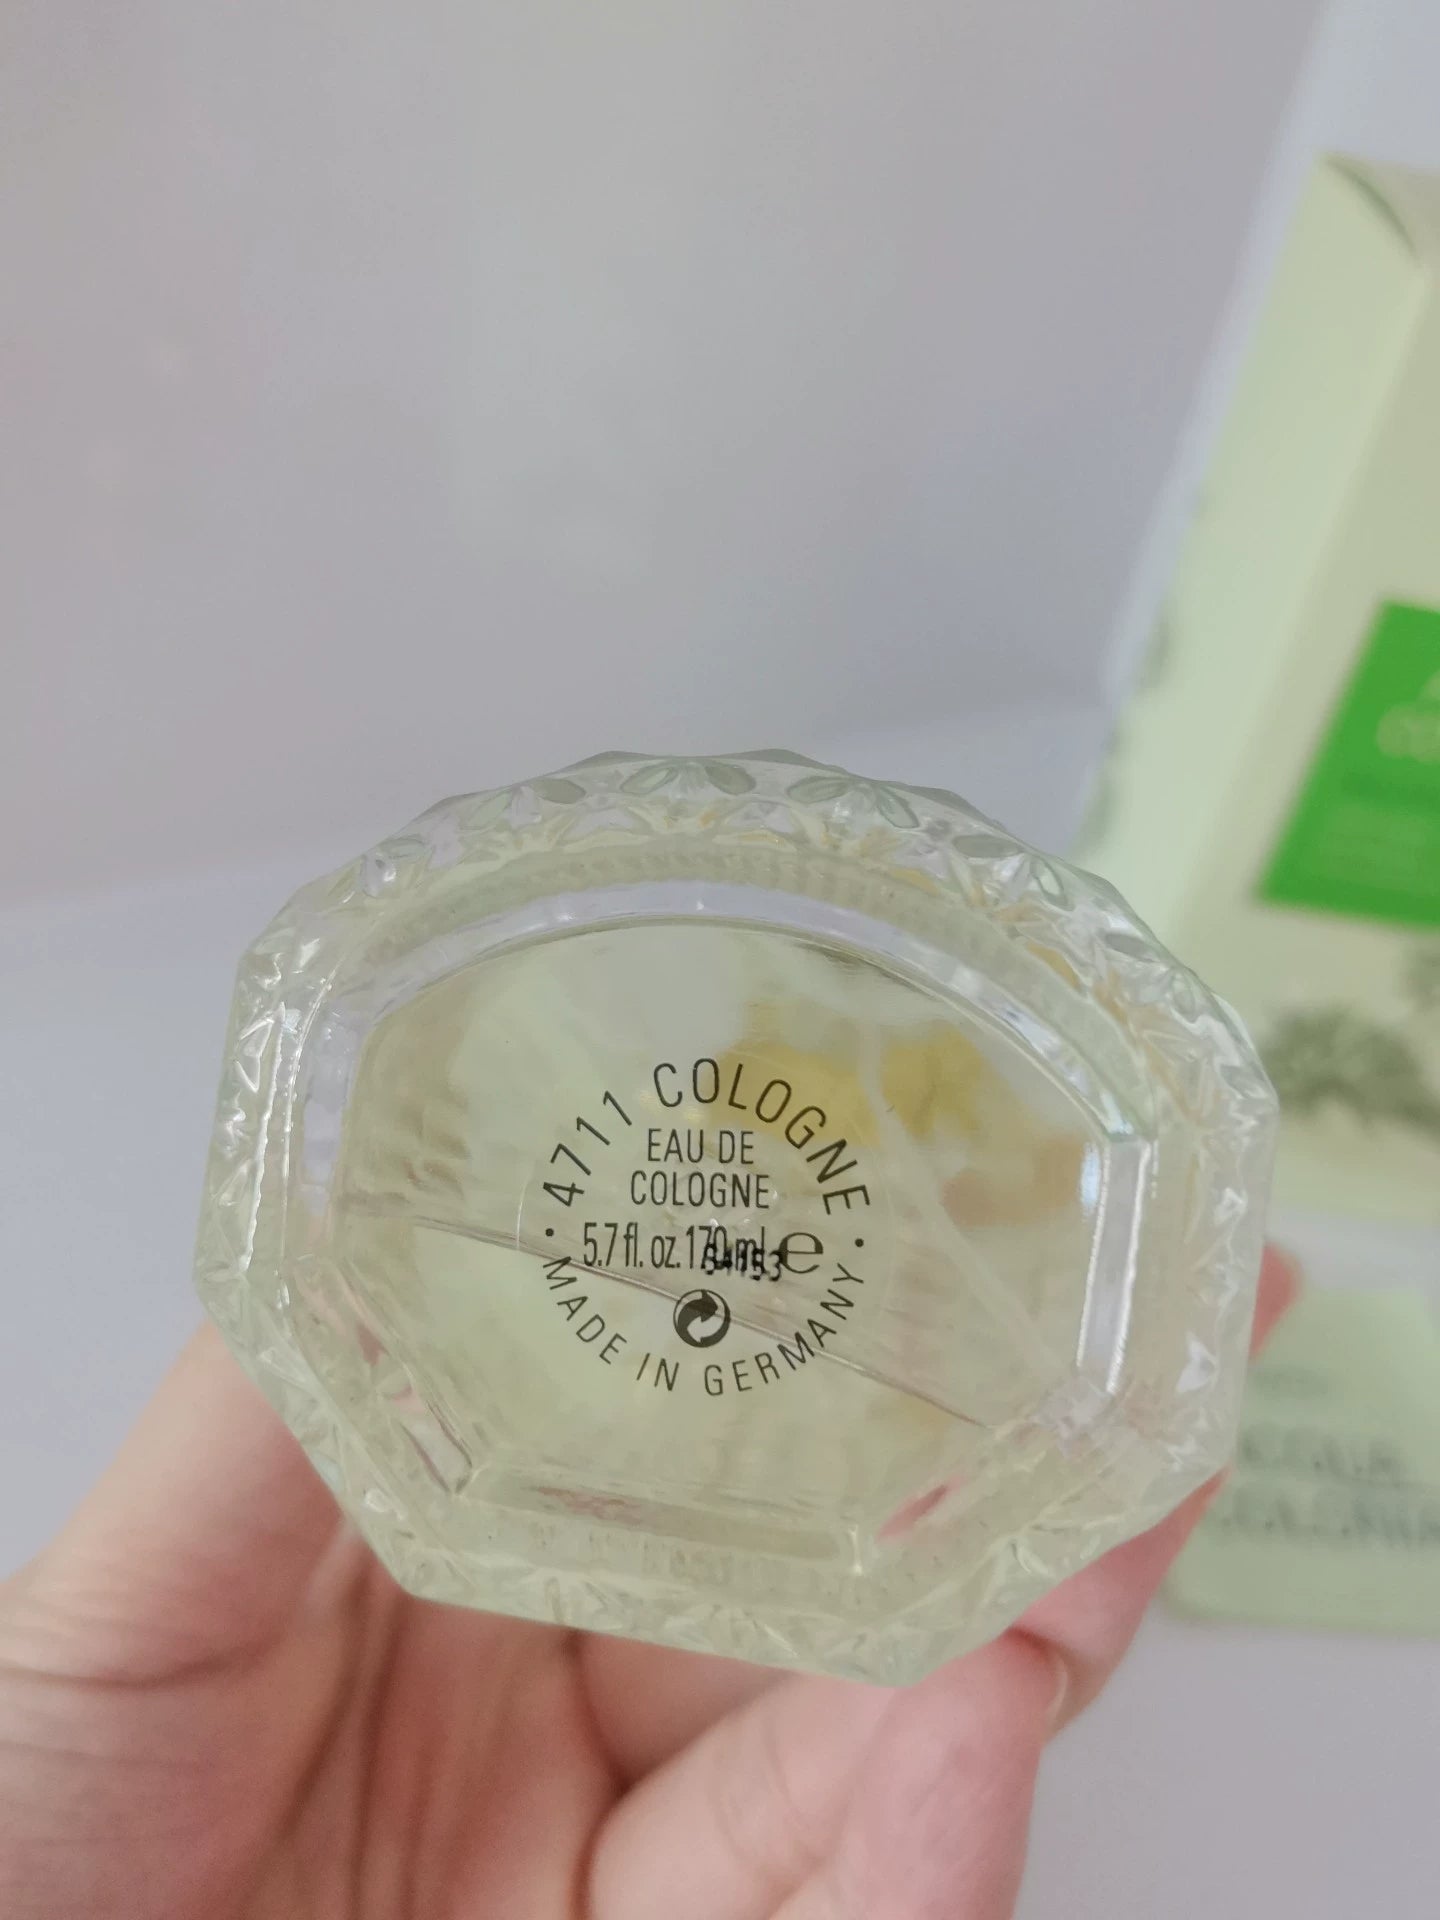 • 4711 COLOGNE •
EAU DE
COLOGNE
5.7 fl. oz. 170 ml e
MADE IN GERMANY